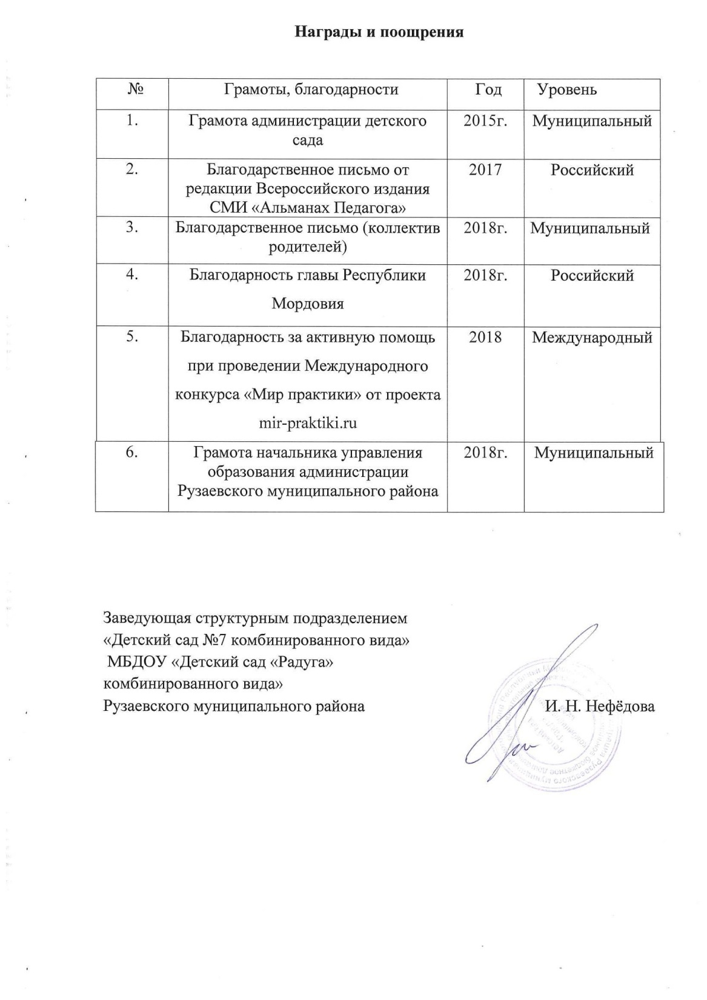 Награды и поощрения
№ Грамоты, благодарности Год Уровень
1. Грамота администрации детского 2015г. Муниципальный
сада
2. Благодарственное письмо от 2017 Российский
редакции Всероссийского издания
СМИ «Альманах Педагога»
3. Благодарственное письмо (коллектив 2018г. Муниципальный
родителей)
4. Благодарность главы Республики 2018г. Российский
Мордовия
5. Благодарность за активную помощь 2018 Международный
при проведении Международного
конкурса «Мир практики» от проекта
mir-praktiki.ru
6. Грамота начальника управления 2018г. Муниципальный
образования администрации
Рузаевского муниципального района
Заведующая структурным подразделением
«Детский сад №7 комбинированного вида»
МБДОУ «Детский сад «Радуга»
комбинированного вида»
Рузаевского муниципального района И. Н. Нефёдова